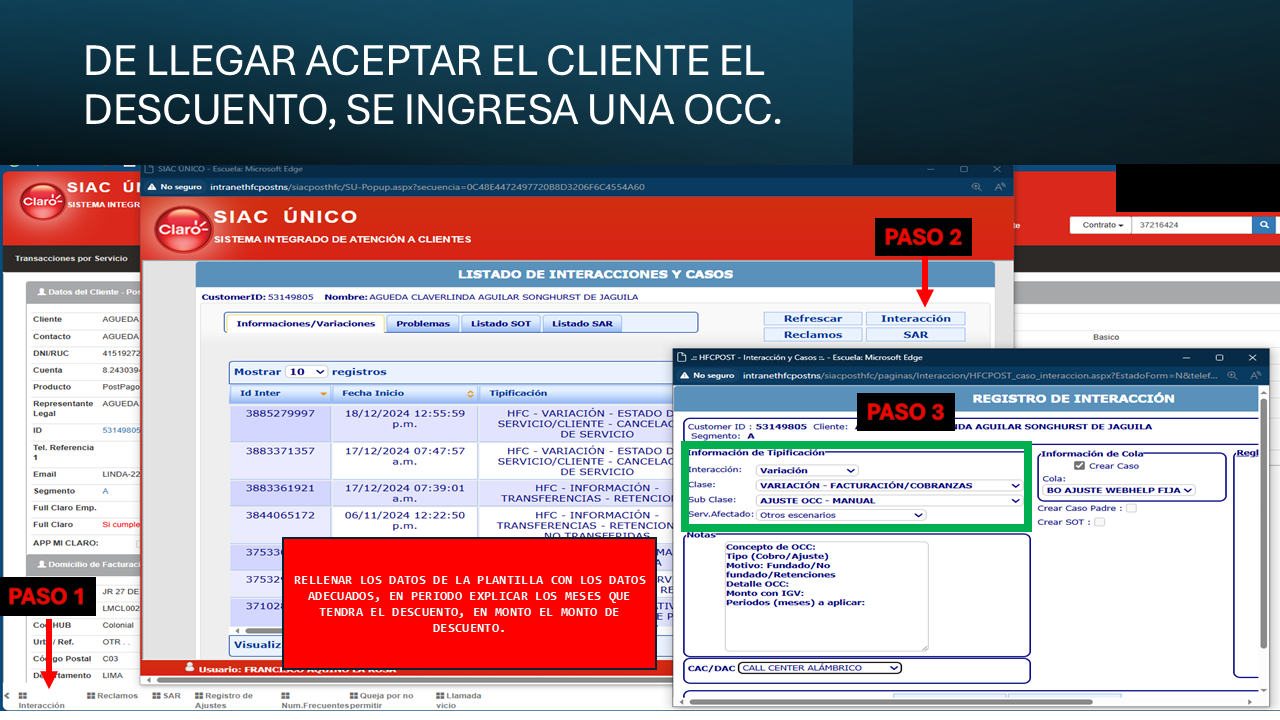 DE LLEGAR ACEPTAR EL CLIENTE EL
DESCUENTO, SE INGRESA UNA OCC.
SIAC ÚNICO - Escuela: Microsoft Edge
No seguro intranethfcpostns/siacposthfc/SU-Popup.aspx?secuencia=0C48E4472497720B8D3206F6C4554A60
Claro
SIAC ÚNI
SISTEMA INTEGR
Claro
SIAC ÚNICO
SISTEMA INTEGRADO DE ATENCIÓN A CLIENTES
PASO 2
te
Contrato
37216424
Transacciones por Servicio
LISTADO DE INTERACCIONES Y CASOS
CustomerID: 53149805 Nombre: AGUEDA CLAVERLINDA AGUILAR SONGHURST DE JAGUILA
Informaciones/Variaciones
Problemas
Listado SOT
Listado SAR
Refrescar
Interacción
Reclamos
SAR
Basico
Mostrar 10 registros
Id Inter
Fecha Inicio
Tipificación
3885279997
18/12/2024 12:55:59
p.m.
HFC - VARIACIÓN - ESTADO D
SERVICIO/CLIENTE - CANCELAC
DE SERVICIO
3883371357
17/12/2024 07:47:57
a.m.
HFC - VARIACIÓN - ESTADO D
SERVICIO/CLIENTE - CANCELAC
DE SERVICIO
3883361921
17/12/2024 07:39:01
a.m.
HFC - INFORMACIÓN -
TRANSFERENCIAS - RETENCIO
3844065172
06/11/2024 12:22:50
p.m.
HFC - INFORMACIÓN -
TRANSFERENCIAS - RETENCION
NO TRANSFERIDAS
37533
MA
A
37529
RV
RE
37102
ATIV
E P
Visualiz
Usuario: FRANCISCO AQUINO LA ROSA
Datos del Cliente - Pos
Cliente AGUEDA
Contacto AGUEDA
DNI/RUC 41519272
Cuenta 8.243039
Producto PostPago
Representante
Legal
AGUEDA
ID 53149805
Tel. Referencia
1
Email LINDA-22
Segmento A
Full Claro Emp.
Full Claro Si cumple
APP MI CLARO:
Domicilio de Facturaci
PASO 1
JR 27 DE
LMCL002
HUB Colonial
Urb / Ref. OTR . .
Código Postal C03
De tamento LIMA
Interacción
Reclamos
SAR
Registro de
Ajustes
Num.Frecuentes
Queja por no
permitir
Llamada
vicio
RELLENAR LOS DATOS DE LA PLANTILLA CON LOS DATOS
ADECUADOS, EN PERIODO EXPLICAR LOS MESES QUE
TENDRA EL DESCUENTO, EN MONTO EL MONTO DE
DESCUENTO.
.:: HFCPOST - Interacción y Casos ::. - Escuela: Microsoft Edge
No seguro intranethfcpostns/siacposthfc/paginas/Interaccion/HFCPOST_caso_interaccion.aspx?EstadoForm=N&telef...
PASO 3
REGISTRO DE INTERACCIÓN
Customer ID : 53149805 Cliente: NDA AGUILAR SONGHURST DE JAGUILA
Segmento: A
Información de Tipificación
Interacción: Variación
Clase: VARIACIÓN - FACTURACIÓN/COBRANZAS
Sub Clase: AJUSTE OCC - MANUAL
Serv.Afectado: Otros escenarios
Información de Cola
Crear Caso
Cola:
BO AJUSTE WEBHELP FIJA
Crear Caso Padre :
Crear SOT :
Regl
Notas
Concepto de OCC:
Tipo (Cobro/Ajuste)
Motivo: Fundado/No
fundado/Retenciones
Detalle OCC:
Monto con IGV:
Periodos (meses) a aplicar:
CAC/DAC CALL CENTER ALÁMBRICO